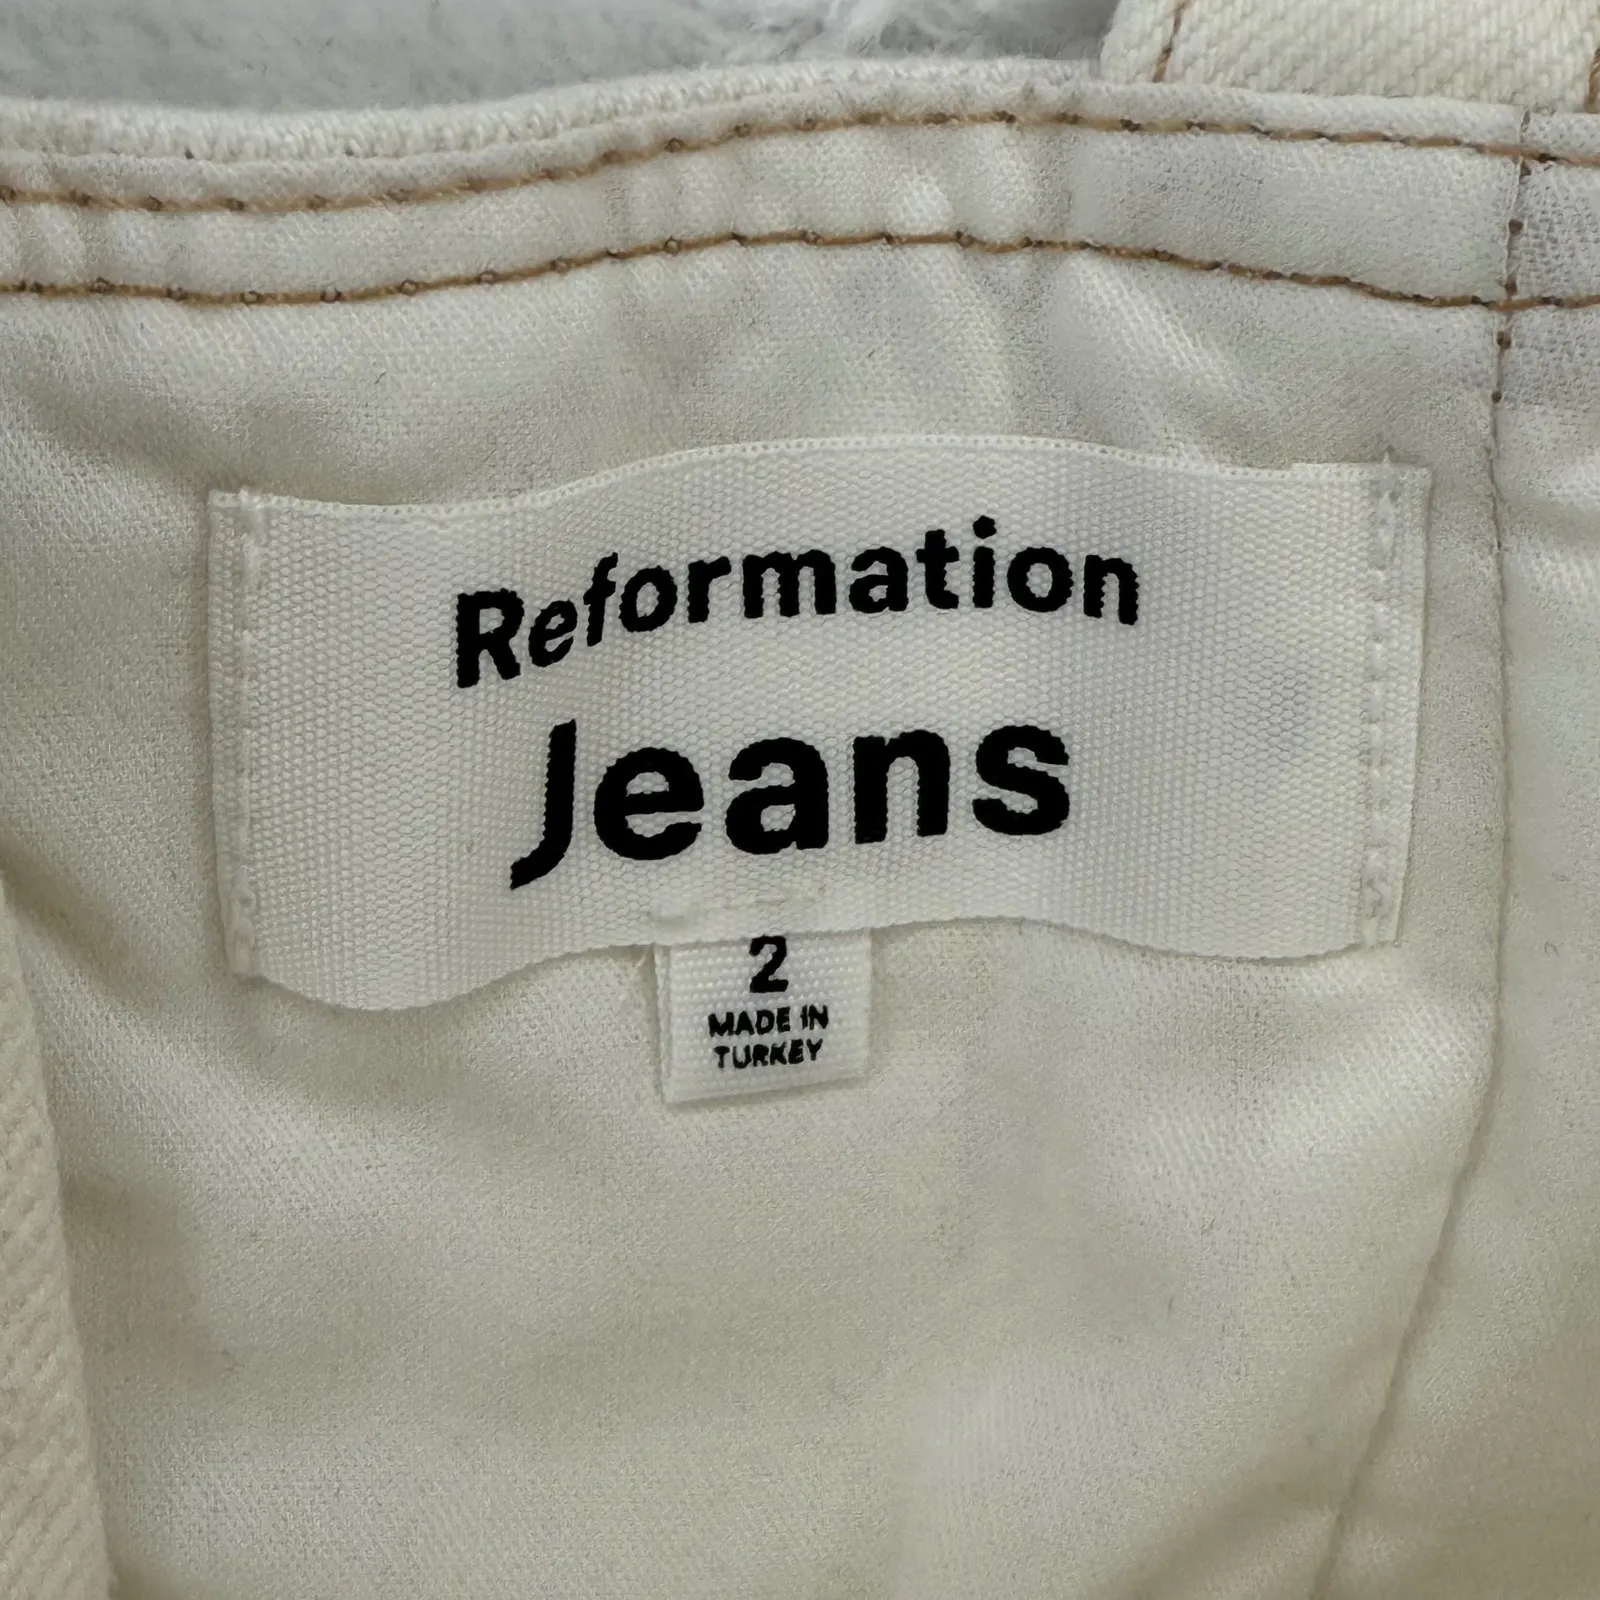 Reformation
Jeans
2
MADE IN
TURKEY